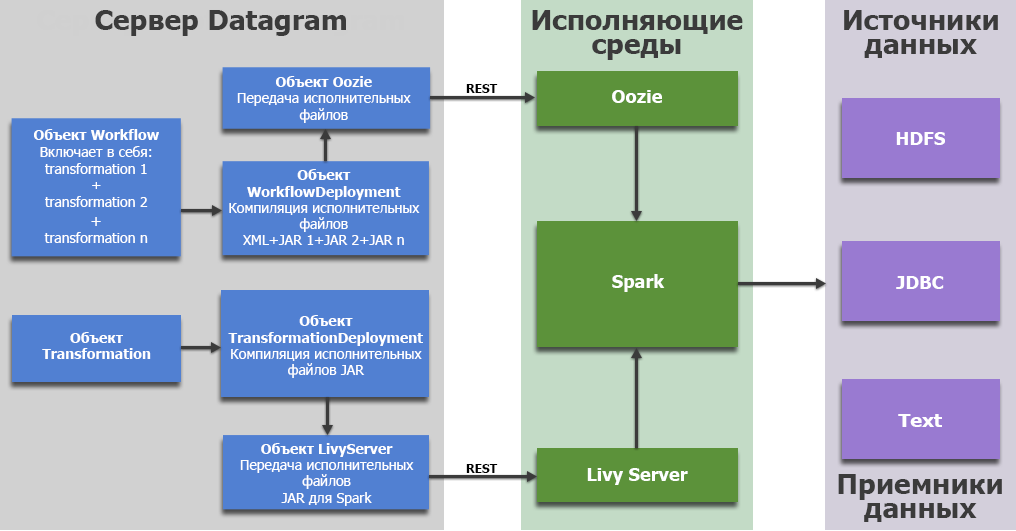 Сервер Datagram
Объект Workflow
Включает в себя:
transformation 1
+
transformation 2
+
transformation n
Объект Oozie
Передача исполнительных
файлов
Объект
WorkflowDeployment
Компиляция исполнительных
файлов
XML+JAR 1+JAR 2+JAR n
Объект
Transformation
Объект
TransformationDeployment
Компиляция исполнительных
файлов JAR
Объект LivyServer
Передача исполнительных
файлов
JAR для Spark
REST
REST
Исполняющие
среды
Oozie
Spark
Livy Server
Источники
данных
HDFS
JDBC
Text
Приемники
данных